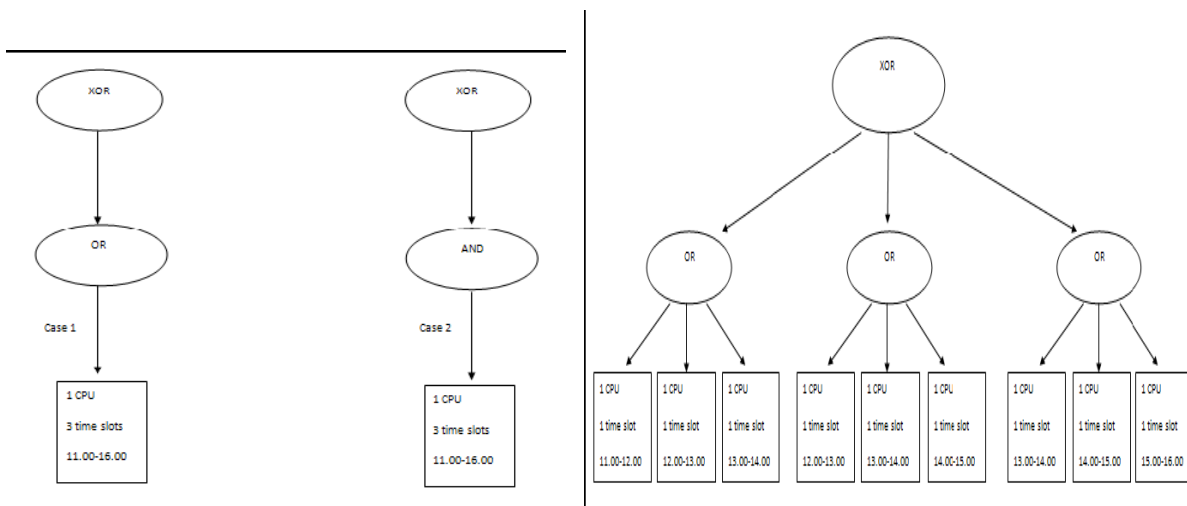 XOR
OR
Case 1
1 CPU
3 time slots
11.00-16.00
XOR
AND
Case 2
1 CPU
3 time slots
11.00-16.00
XOR
OR
OR
OR
1 CPU
1 time slot
11.00-12.00
1 CPU
1 time slot
12.00-13.00
1 CPU
1 time slot
13.00-14.00
1 CPU
1 time slot
12.00-13.00
1 CPU
1 time slot
13.00-14.00
1 CPU
1 time slot
14.00-15.00
1 CPU
1 time slot
13.00-14.00
1 CPU
1 time slot
14.00-15.00
1 CPU
1 time slot
15.00-16.00